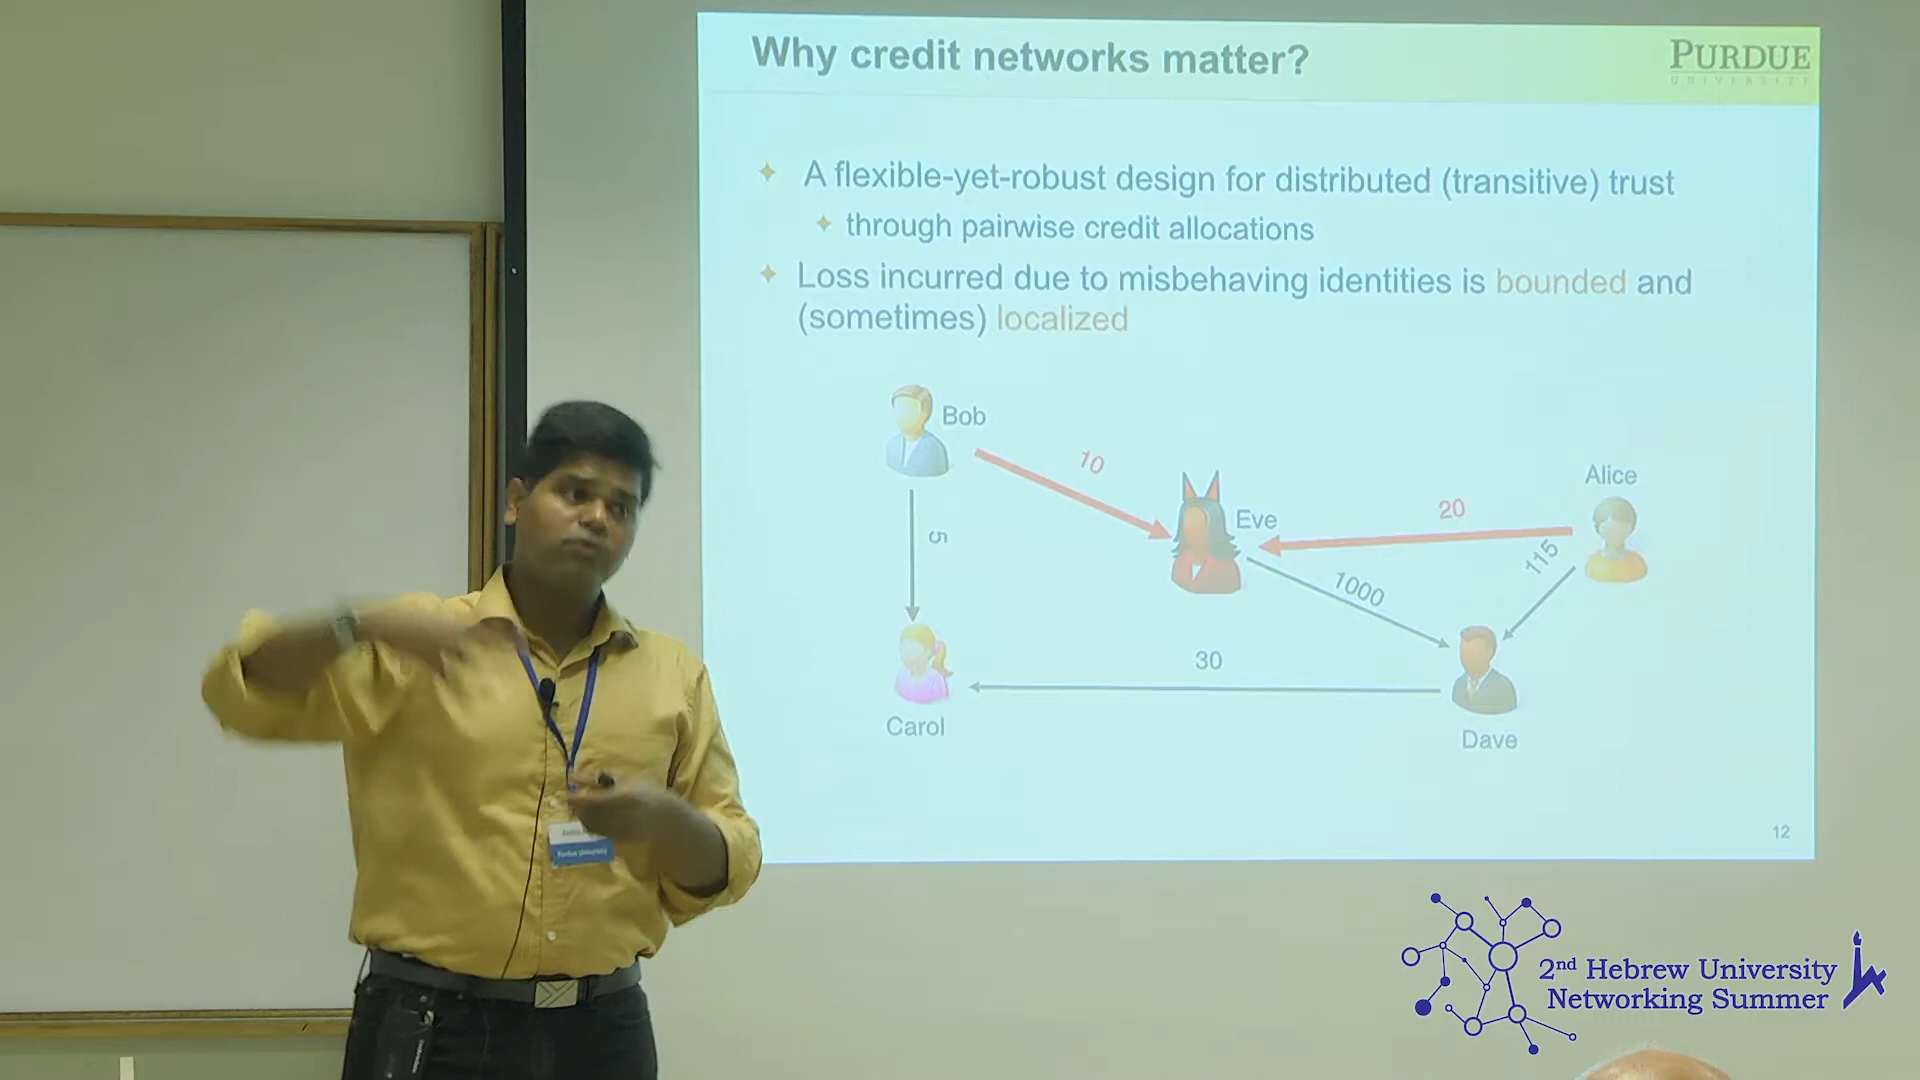 Why credit networks matter?
PURDUE
UNIVERSITY
A flexible-yet-robust design for distributed (transitive) trust
through pairwise credit allocations
Loss incurred due to misbehaving identities is bounded and
(sometimes) localized
Bob
10
Alice
20
Eve
5
115
1000
30
Carol
Dave
12
Purdue University
2nd Hebrew University
Networking Summer